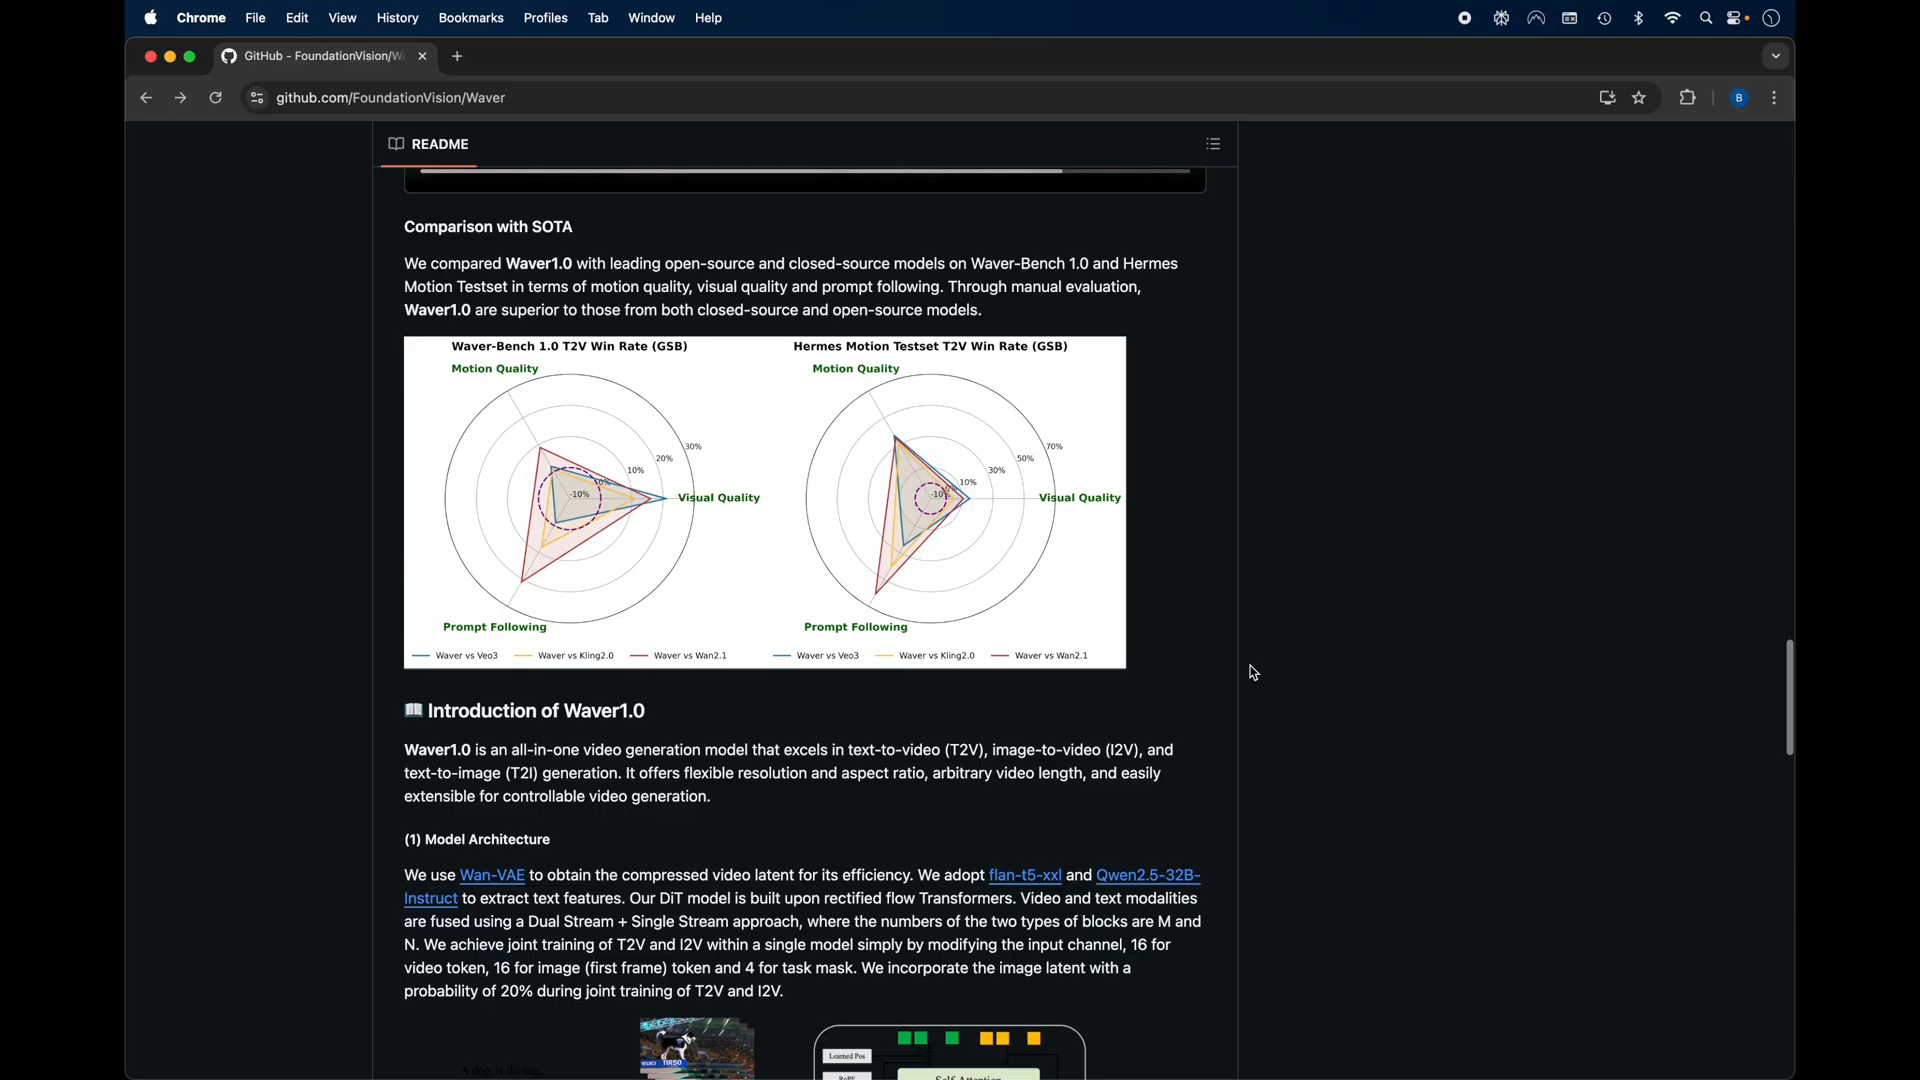 Chrome File Edit View History Bookmarks Profiles Tab Window Help
GitHub - FoundationVision/W
github.com/FoundationVision/Waver
B
README
Comparison with SOTA
We compared Waver1.0 with leading open-source and closed-source models on Waver-Bench 1.0 and Hermes
Motion Testset in terms of motion quality, visual quality and prompt following. Through manual evaluation,
Waver1.0 are superior to those from both closed-source and open-source models.
Waver-Bench 1.0 T2V Win Rate (GSB)
Motion Quality
30%
20%
10%
0%
-10%
Visual Quality
Prompt Following
Waver vs Veo3 Waver vs Kling2.0 Waver vs Wan2.1
Hermes Motion Testset T2V Win Rate (GSB)
Motion Quality
70%
50%
30%
10%
-10%
Visual Quality
Prompt Following
Waver vs Veo3 Waver vs Kling2.0 Waver vs Wan2.1
📖 Introduction of Waver1.0
Waver1.0 is an all-in-one video generation model that excels in text-to-video (T2V), image-to-video (I2V), and
text-to-image (T2I) generation. It offers flexible resolution and aspect ratio, arbitrary video length, and easily
extensible for controllable video generation.
(1) Model Architecture
We use Wan-VAE to obtain the compressed video latent for its efficiency. We adopt flan-t5-xxl and Qwen2.5-32B-
Instruct to extract text features. Our DiT model is built upon rectified flow Transformers. Video and text modalities
are fused using a Dual Stream + Single Stream approach, where the numbers of the two types of blocks are M and
N. We achieve joint training of T2V and I2V within a single model simply by modifying the input channel, 16 for
video token, 16 for image (first frame) token and 4 for task mask. We incorporate the image latent with a
probability of 20% during joint training of T2V and I2V.
Learned Pos
RoPE
A dog is diving.
Self Attention